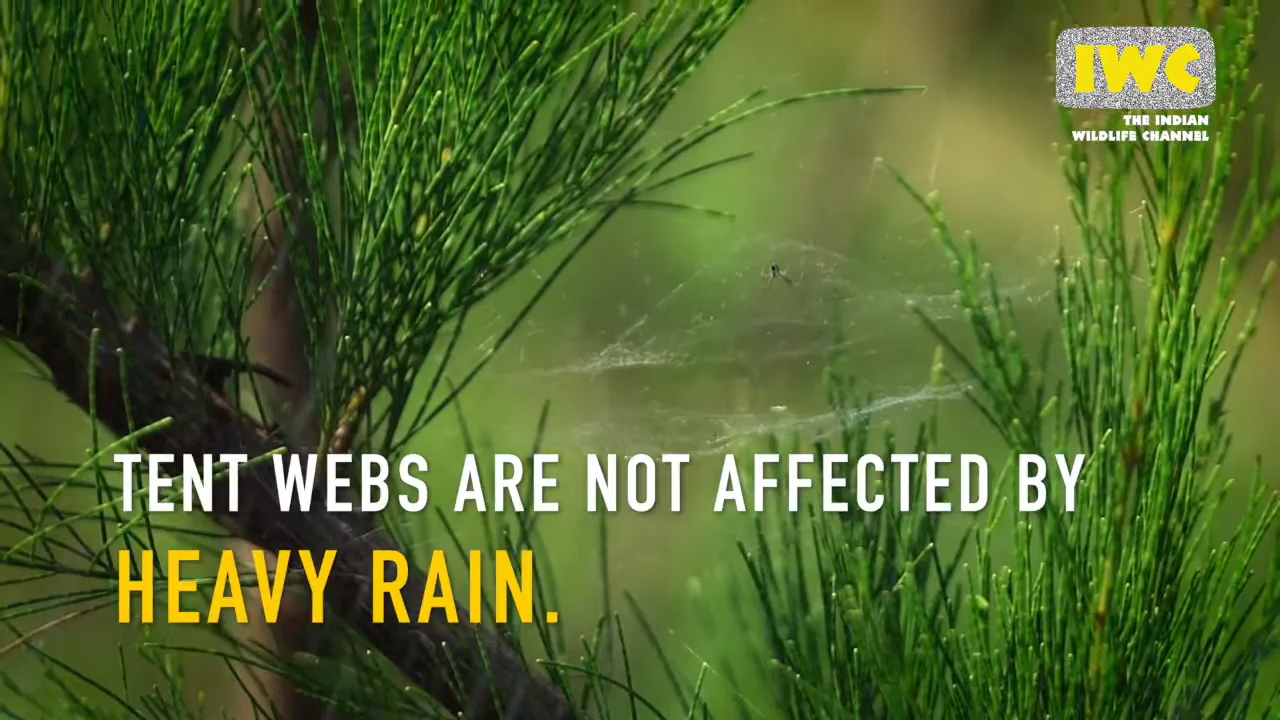 IWC
THE INDIAN
WILDLIFE CHANNEL
TENT WEBS ARE NOT AFFECTED BY
HEAVY RAIN.